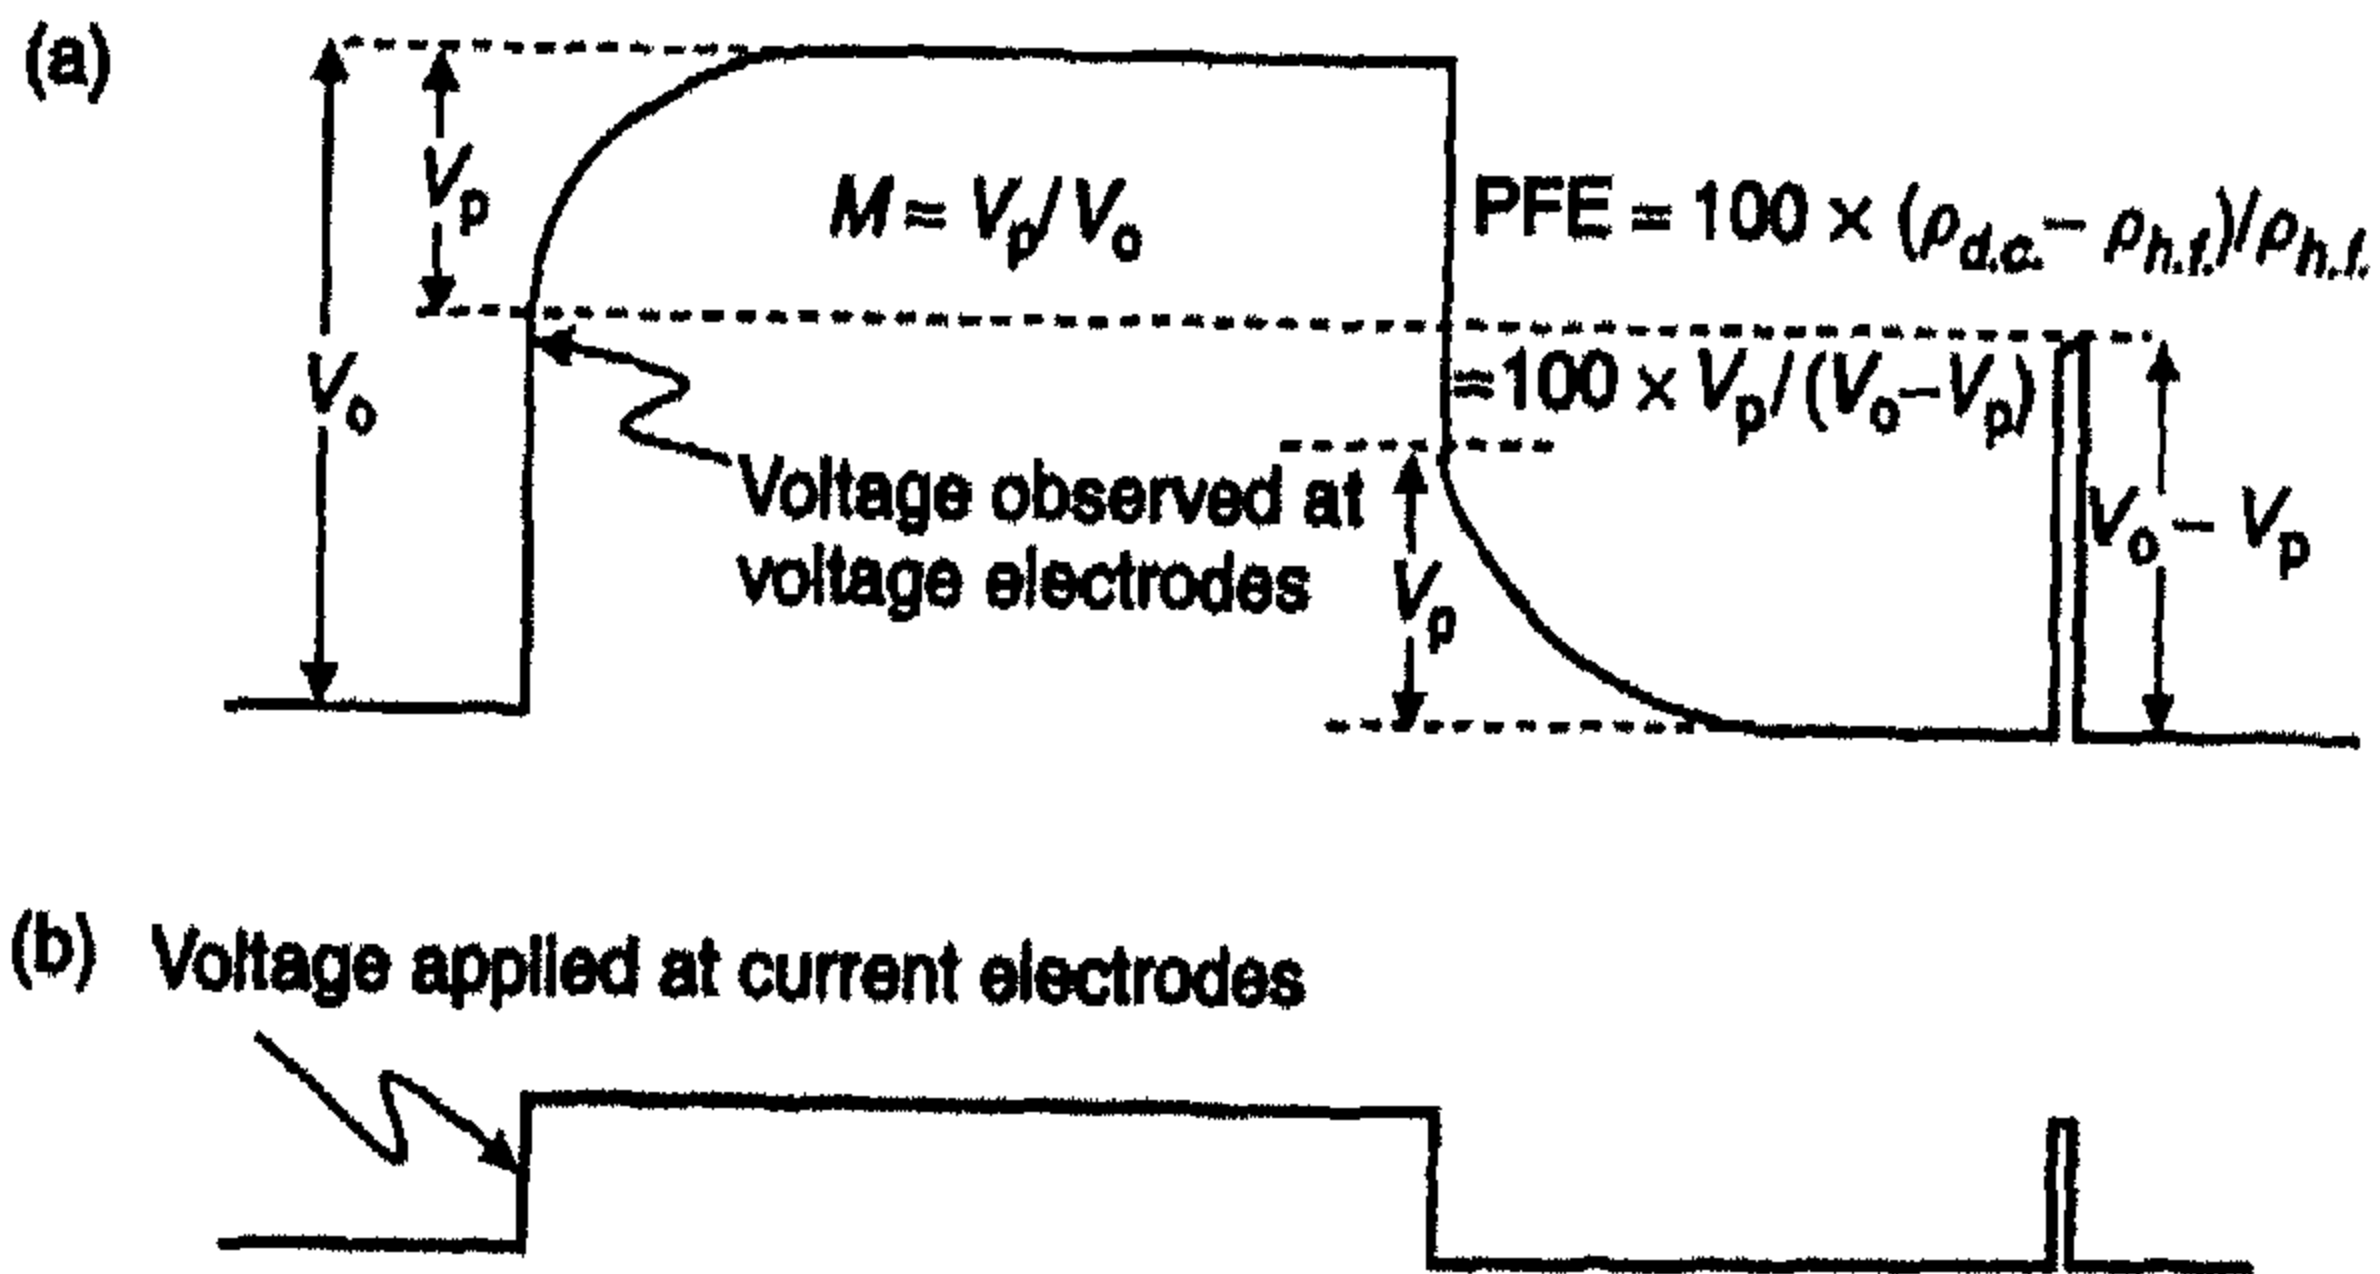 (a)
Vp
M = Vp/Vo
PFE = 100 × (ρd.c.− ρh.f.)/ρh.f.
Vo
=100 × Vp/(Vo−Vp)
Voltage observed at
voltage electrodes
Vp
Vo − Vp
(b) Voltage applied at current electrodes